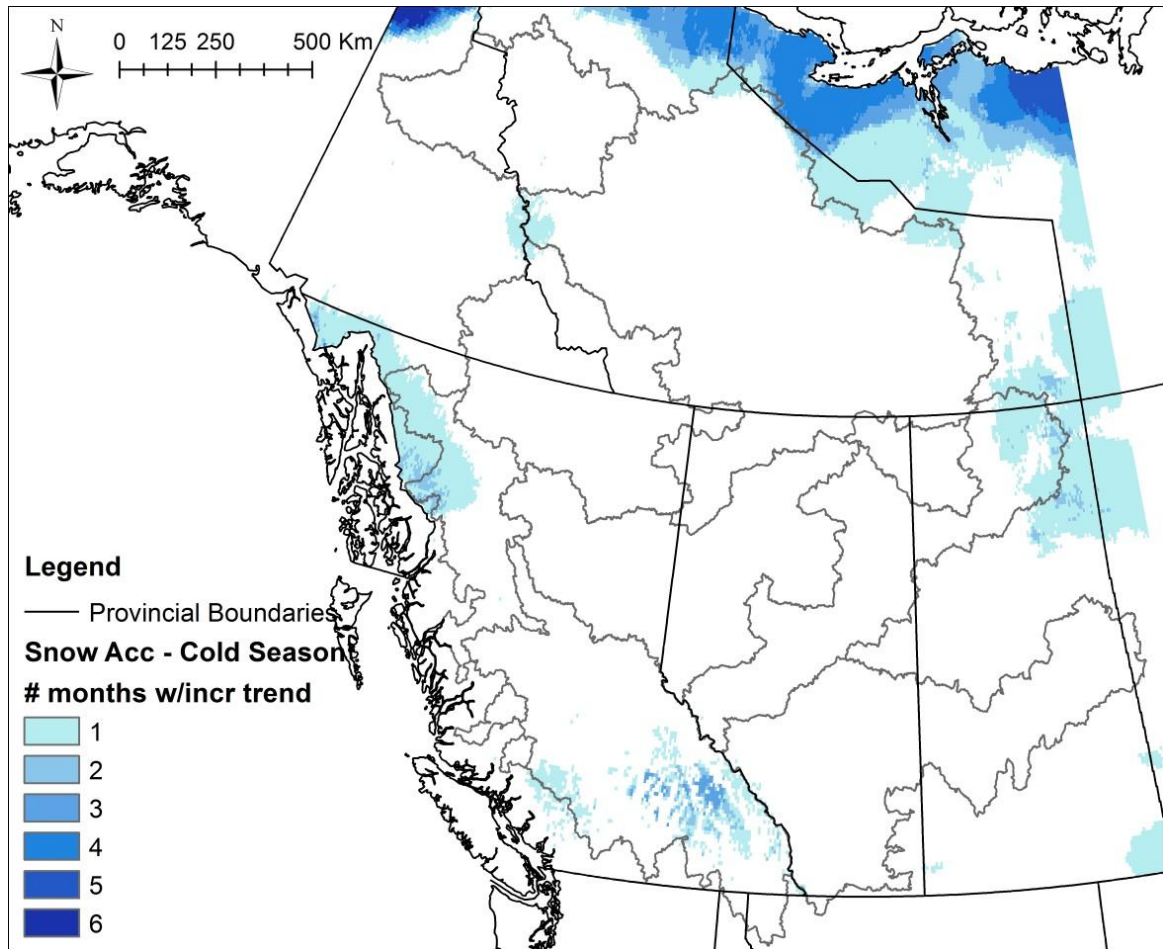 N
0 125 250 500 Km
Legend
Provincial Boundaries
Snow Acc - Cold Season
# months w/incr trend
1
2
3
4
5
6